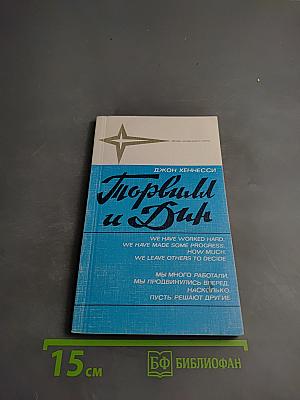 ДЖОН ХЕННЕССИ
Торвилл
и Дин
WE HAVE WORKED HARD,
WE HAVE MADE SOME PROGRESS,
HOW MUCH,
WE LEAVE OTHERS TO DECIDE
МЫ МНОГО РАБОТАЛИ,
МЫ ПРОДВИНУЛИСЬ ВПЕРЕД,
НАСКОЛЬКО,
ПУСТЬ РЕШАЮТ ДРУГИЕ
15 см
БФ БИБЛИОФАН